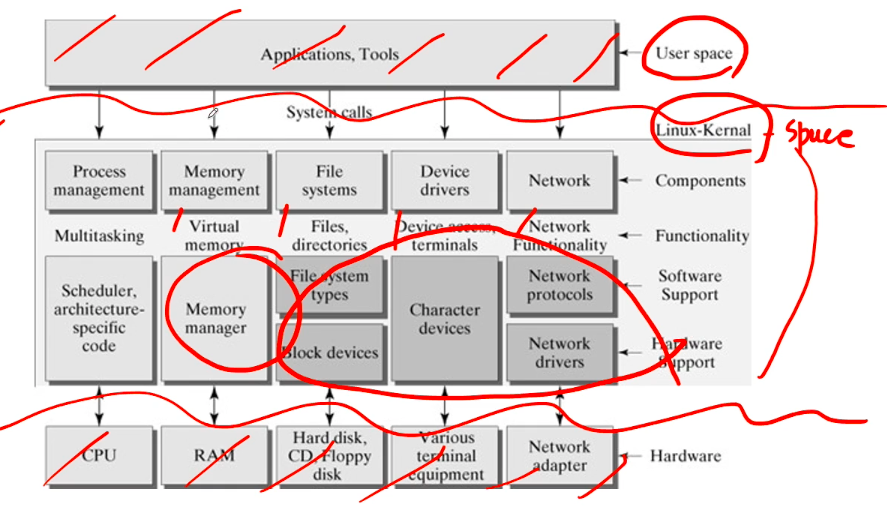 Applications, Tools
User space
System calls
Linux-Kernal
space
Process
management
Memory
management
File
systems
Device
drivers
Network
Components
Multitasking
Virtual
memory
Files,
directories
Device access,
terminals
Network
Functionality
Functionality
Scheduler,
architecture-
specific
code
Memory
manager
File system
types
Block devices
Character
devices
Network
protocols
Network
drivers
Software
Support
Hardware
Support
CPU
RAM
Hard disk,
CD, Floppy
disk
Various
terminal
equipment
Network
adapter
Hardware